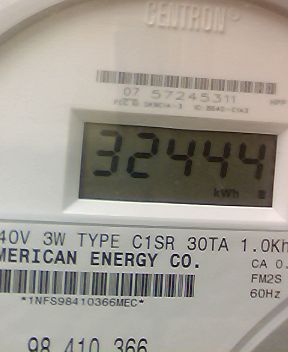 CENTRON®
07 57245311
32444
kWh
40V 3W TYPE C1SR 30TA 1.0Kh
MERICAN ENERGY CO.
CA 0.
FM2S
60Hz
*1NFS98410366MEC*
98 410 366